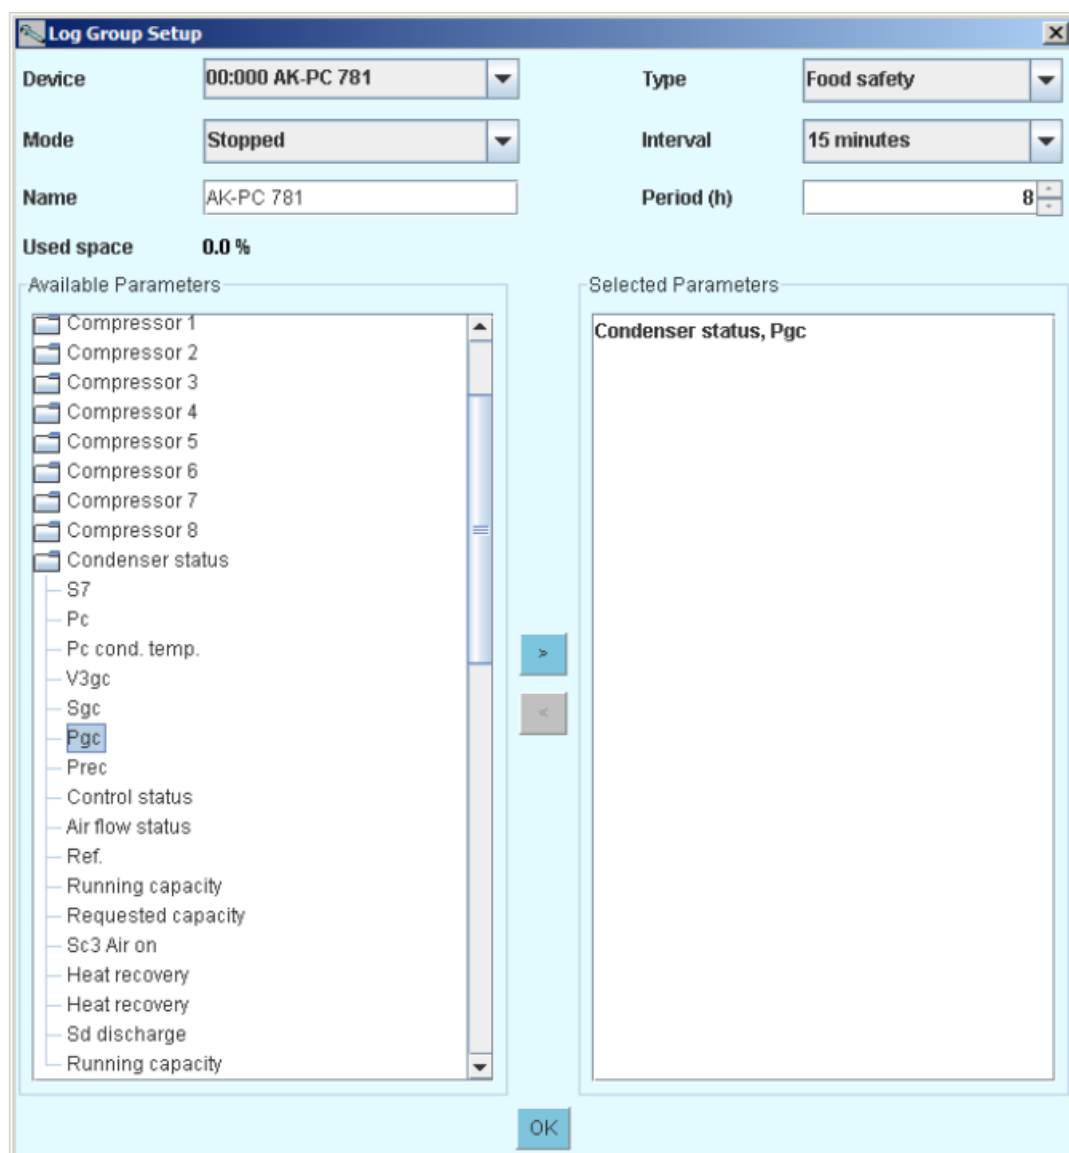 Log Group Setup
Device 00:000 AK-PC 781 Type Food safety
Mode Stopped Interval 15 minutes
Name AK-PC 781 Period (h) 8
Used space 0.0 %
Available Parameters
Compressor 1
Compressor 2
Compressor 3
Compressor 4
Compressor 5
Compressor 6
Compressor 7
Compressor 8
Condenser status
S7
Pc
Pc cond. temp.
V3gc
Sgc
Pgc
Prec
Control status
Air flow status
Ref.
Running capacity
Requested capacity
Sc3 Air on
Heat recovery
Heat recovery
Sd discharge
Running capacity
>
<
Selected Parameters
Condenser status, Pgc
OK